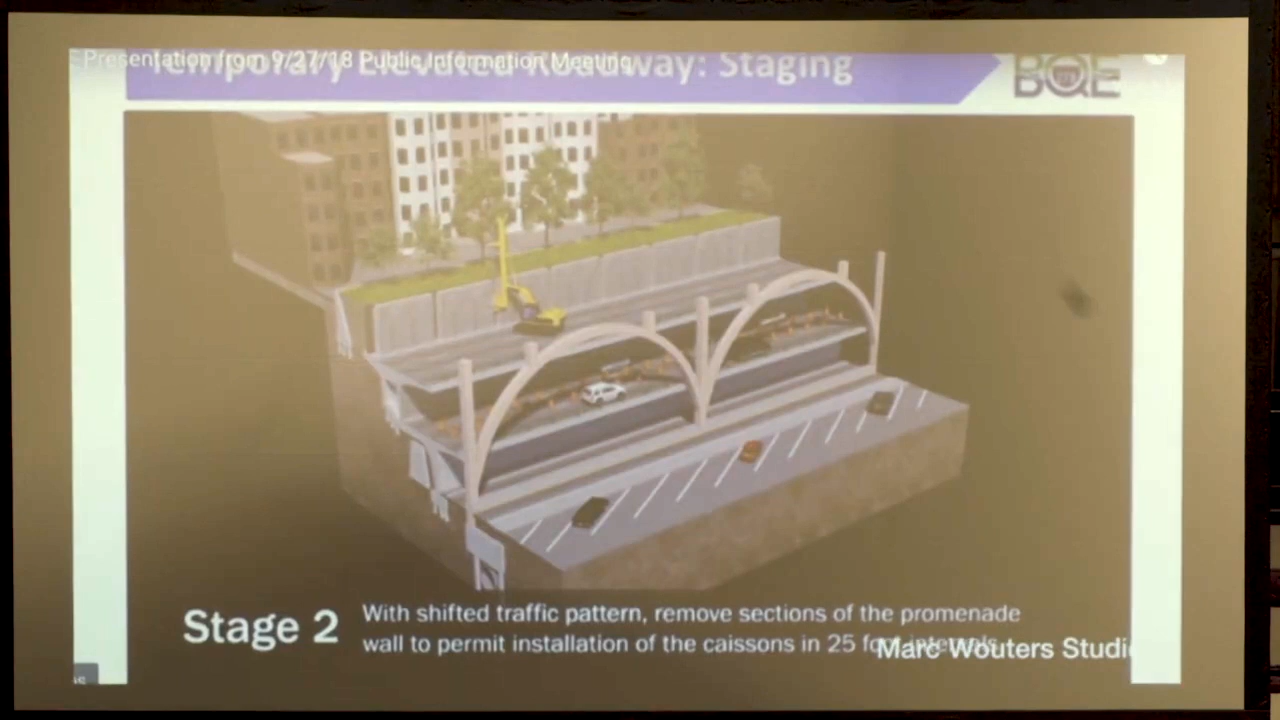 Presentation from 9/27/18 Public Information Meeting
Temporary Elevated Roadway: Staging
BQE
Stage 2
With shifted traffic pattern, remove sections of the promenade
wall to permit installation of the caissons in 25 foot intervals
Marc Wouters Studi